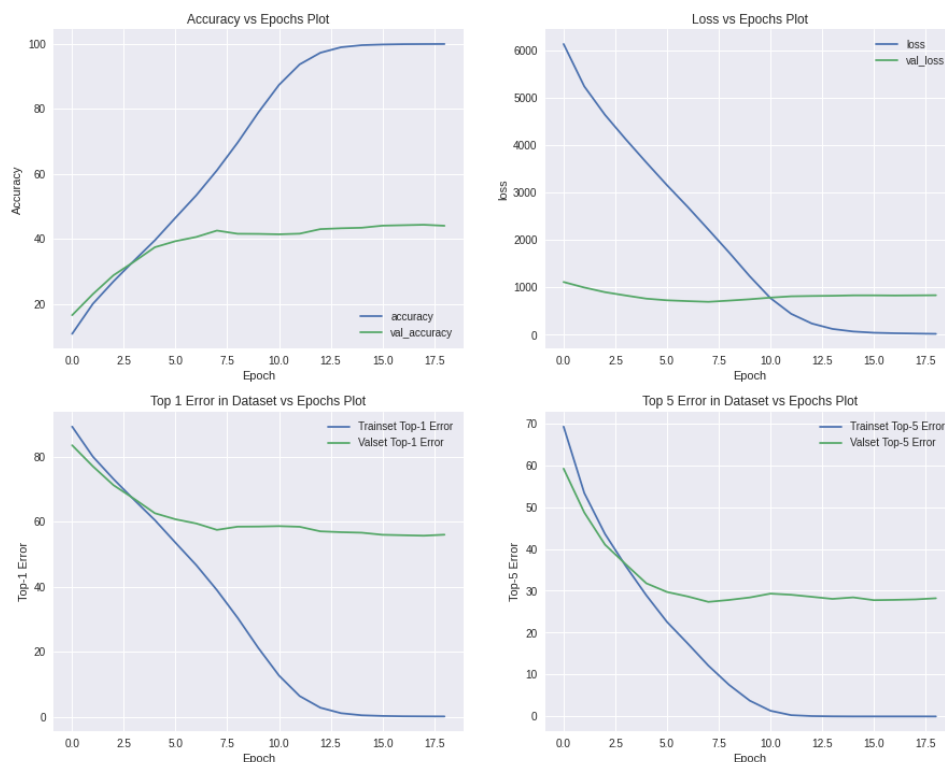 Accuracy vs Epochs Plot
100
80
60
40
20
Accuracy
accuracy
val_accuracy
0.0 2.5 5.0 7.5 10.0 12.5 15.0 17.5
Epoch
Loss vs Epochs Plot
6000
5000
4000
3000
2000
1000
0
loss
loss
val_loss
0.0 2.5 5.0 7.5 10.0 12.5 15.0 17.5
Epoch
Top 1 Error in Dataset vs Epochs Plot
80
60
40
20
0
Top-1 Error
Trainset Top-1 Error
Valset Top-1 Error
0.0 2.5 5.0 7.5 10.0 12.5 15.0 17.5
Epoch
Top 5 Error in Dataset vs Epochs Plot
70
60
50
40
30
20
10
0
Top-5 Error
Trainset Top-5 Error
Valset Top-5 Error
0.0 2.5 5.0 7.5 10.0 12.5 15.0 17.5
Epoch